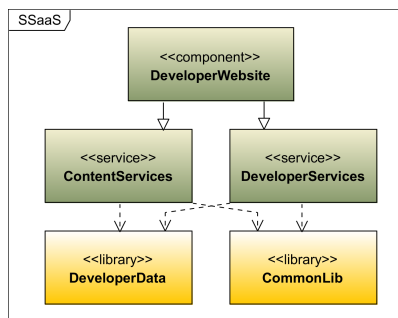 SSaaS
<<component>>
DeveloperWebsite
<<service>>
ContentServices
<<service>>
DeveloperServices
<<library>>
DeveloperData
<<library>>
CommonLib